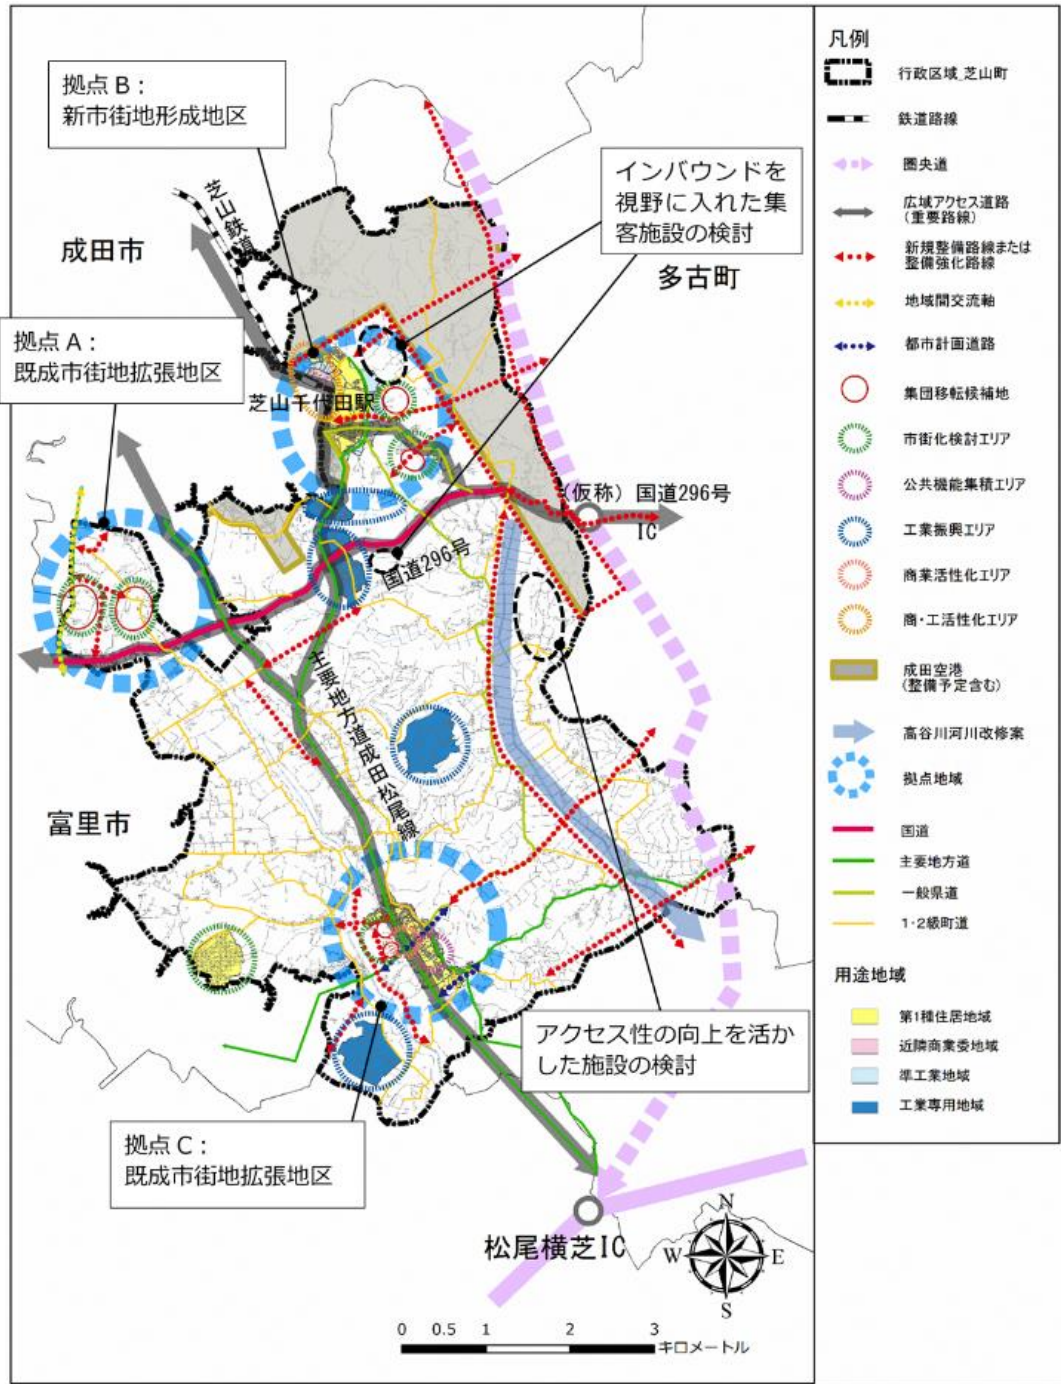 拠点 B：
新市街地形成地区
インバウンドを
視野に入れた集
客施設の検討
芝山鉄道
成田市
多古町
拠点 A：
既成市街地拡張地区
芝山千代田駅
（仮称）国道296号
IC
国道296号
主要地方道成田松尾線
富里市
アクセス性の向上を活か
した施設の検討
拠点 C：
既成市街地拡張地区
松尾横芝IC
N
W
E
S
0 0.5 1 2 3
キロメートル
凡例
行政区域_芝山町
鉄道路線
圏央道
広域アクセス道路
（重要路線）
新規整備路線または
整備強化路線
地域間交流軸
都市計画道路
集団移転候補地
市街化検討エリア
公共機能集積エリア
工業振興エリア
商業活性化エリア
商・工活性化エリア
成田空港
（整備予定含む）
高谷川河川改修案
拠点地域
国道
主要地方道
一般県道
1・2級町道
用途地域
第1種住居地域
近隣商業委地域
準工業地域
工業専用地域